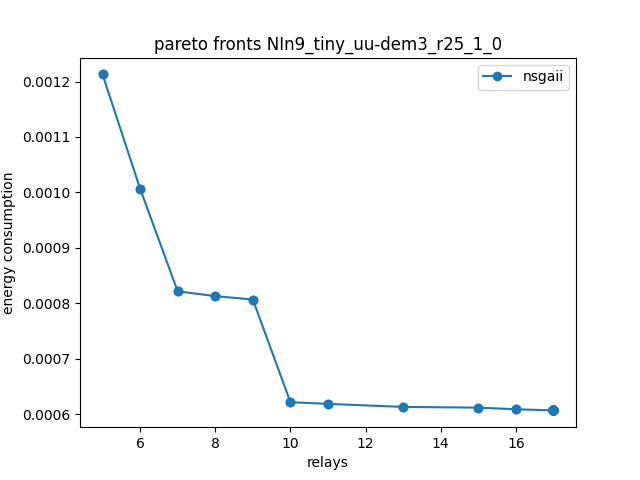 pareto fronts NIn9_tiny_uu-dem3_r25_1_0
nsgaii
energy consumption
0.0012
0.0011
0.0010
0.0009
0.0008
0.0007
0.0006
6 8 10 12 14 16
relays